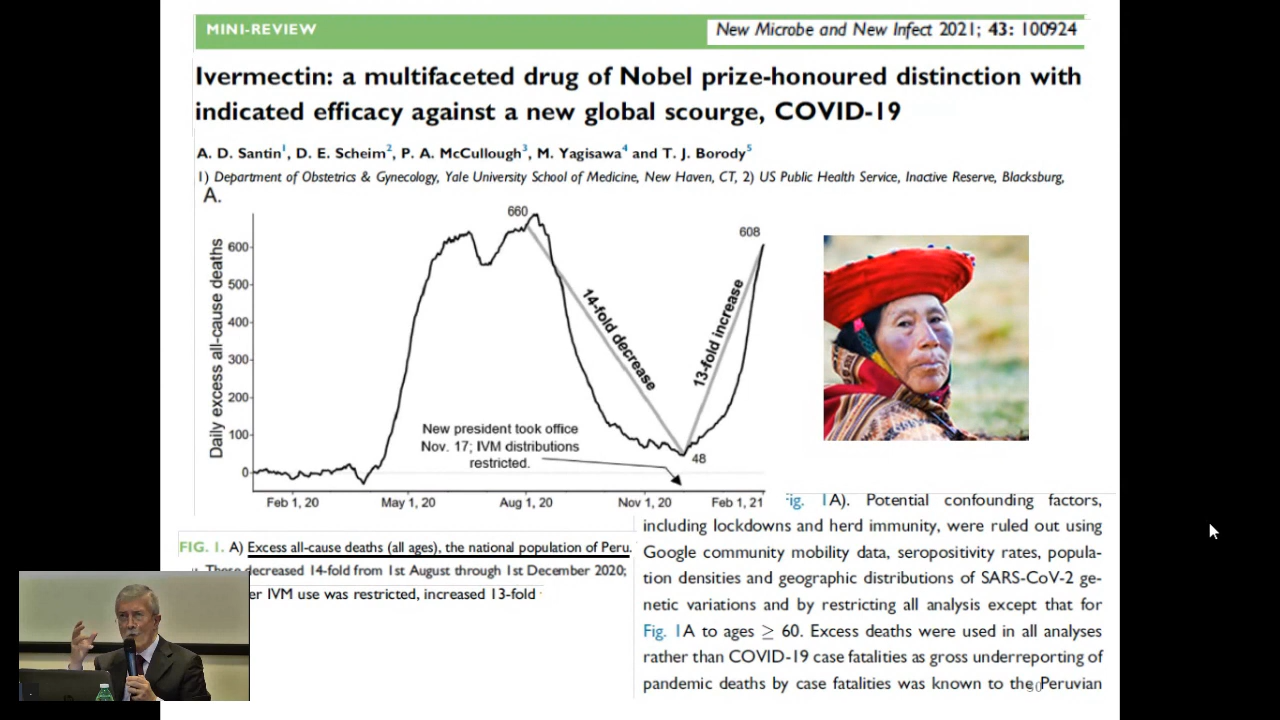 MINI-REVIEW
New Microbe and New Infect 2021; 43: 100924
Ivermectin: a multifaceted drug of Nobel prize-honoured distinction with
indicated efficacy against a new global scourge, COVID-19
A. D. Santin1, D. E. Scheim2, P. A. McCullough3, M. Yagisawa4 and T. J. Borody5
1) Department of Obstetrics & Gynecology, Yale University School of Medicine, New Haven, CT, 2) US Public Health Service, Inactive Reserve, Blacksburg,
A.
Daily excess all-cause deaths
600
500
400
300
200
100
0
660
608
48
14-fold decrease
13-fold increase
New president took office
Nov. 17; IVM distributions
restricted.
Feb 1, 20
May 1, 20
Aug 1, 20
Nov 1, 20
Feb 1, 21
FIG. 1. A) Excess all-cause deaths (all ages), the national population of Peru.
decreased 14-fold from 1st August through 1st December 2020;
er IVM use was restricted, increased 13-fold
ig. 1A). Potential confounding factors,
including lockdowns and herd immunity, were ruled out using
Google community mobility data, seropositivity rates, popula-
tion densities and geographic distributions of SARS-CoV-2 ge-
netic variations and by restricting all analysis except that for
Fig. 1A to ages ≥ 60. Excess deaths were used in all analyses
rather than COVID-19 case fatalities as gross underreporting of
pandemic deaths by case fatalities was known to the Peruvian